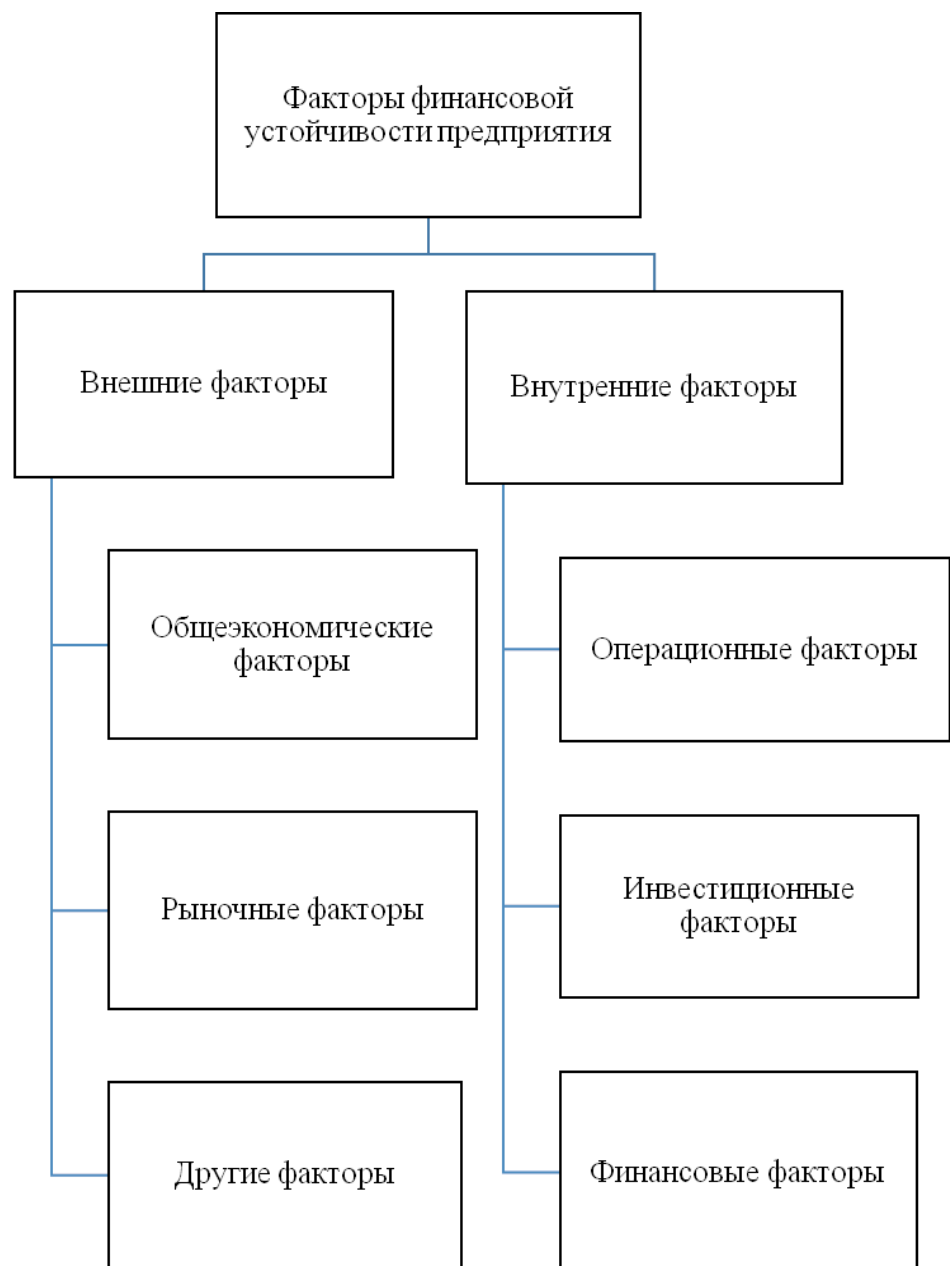 Факторы финансовой
устойчивости предприятия
Внешние факторы
Внутренние факторы
Общеэкономические
факторы
Операционные факторы
Рыночные факторы
Инвестиционные
факторы
Другие факторы
Финансовые факторы